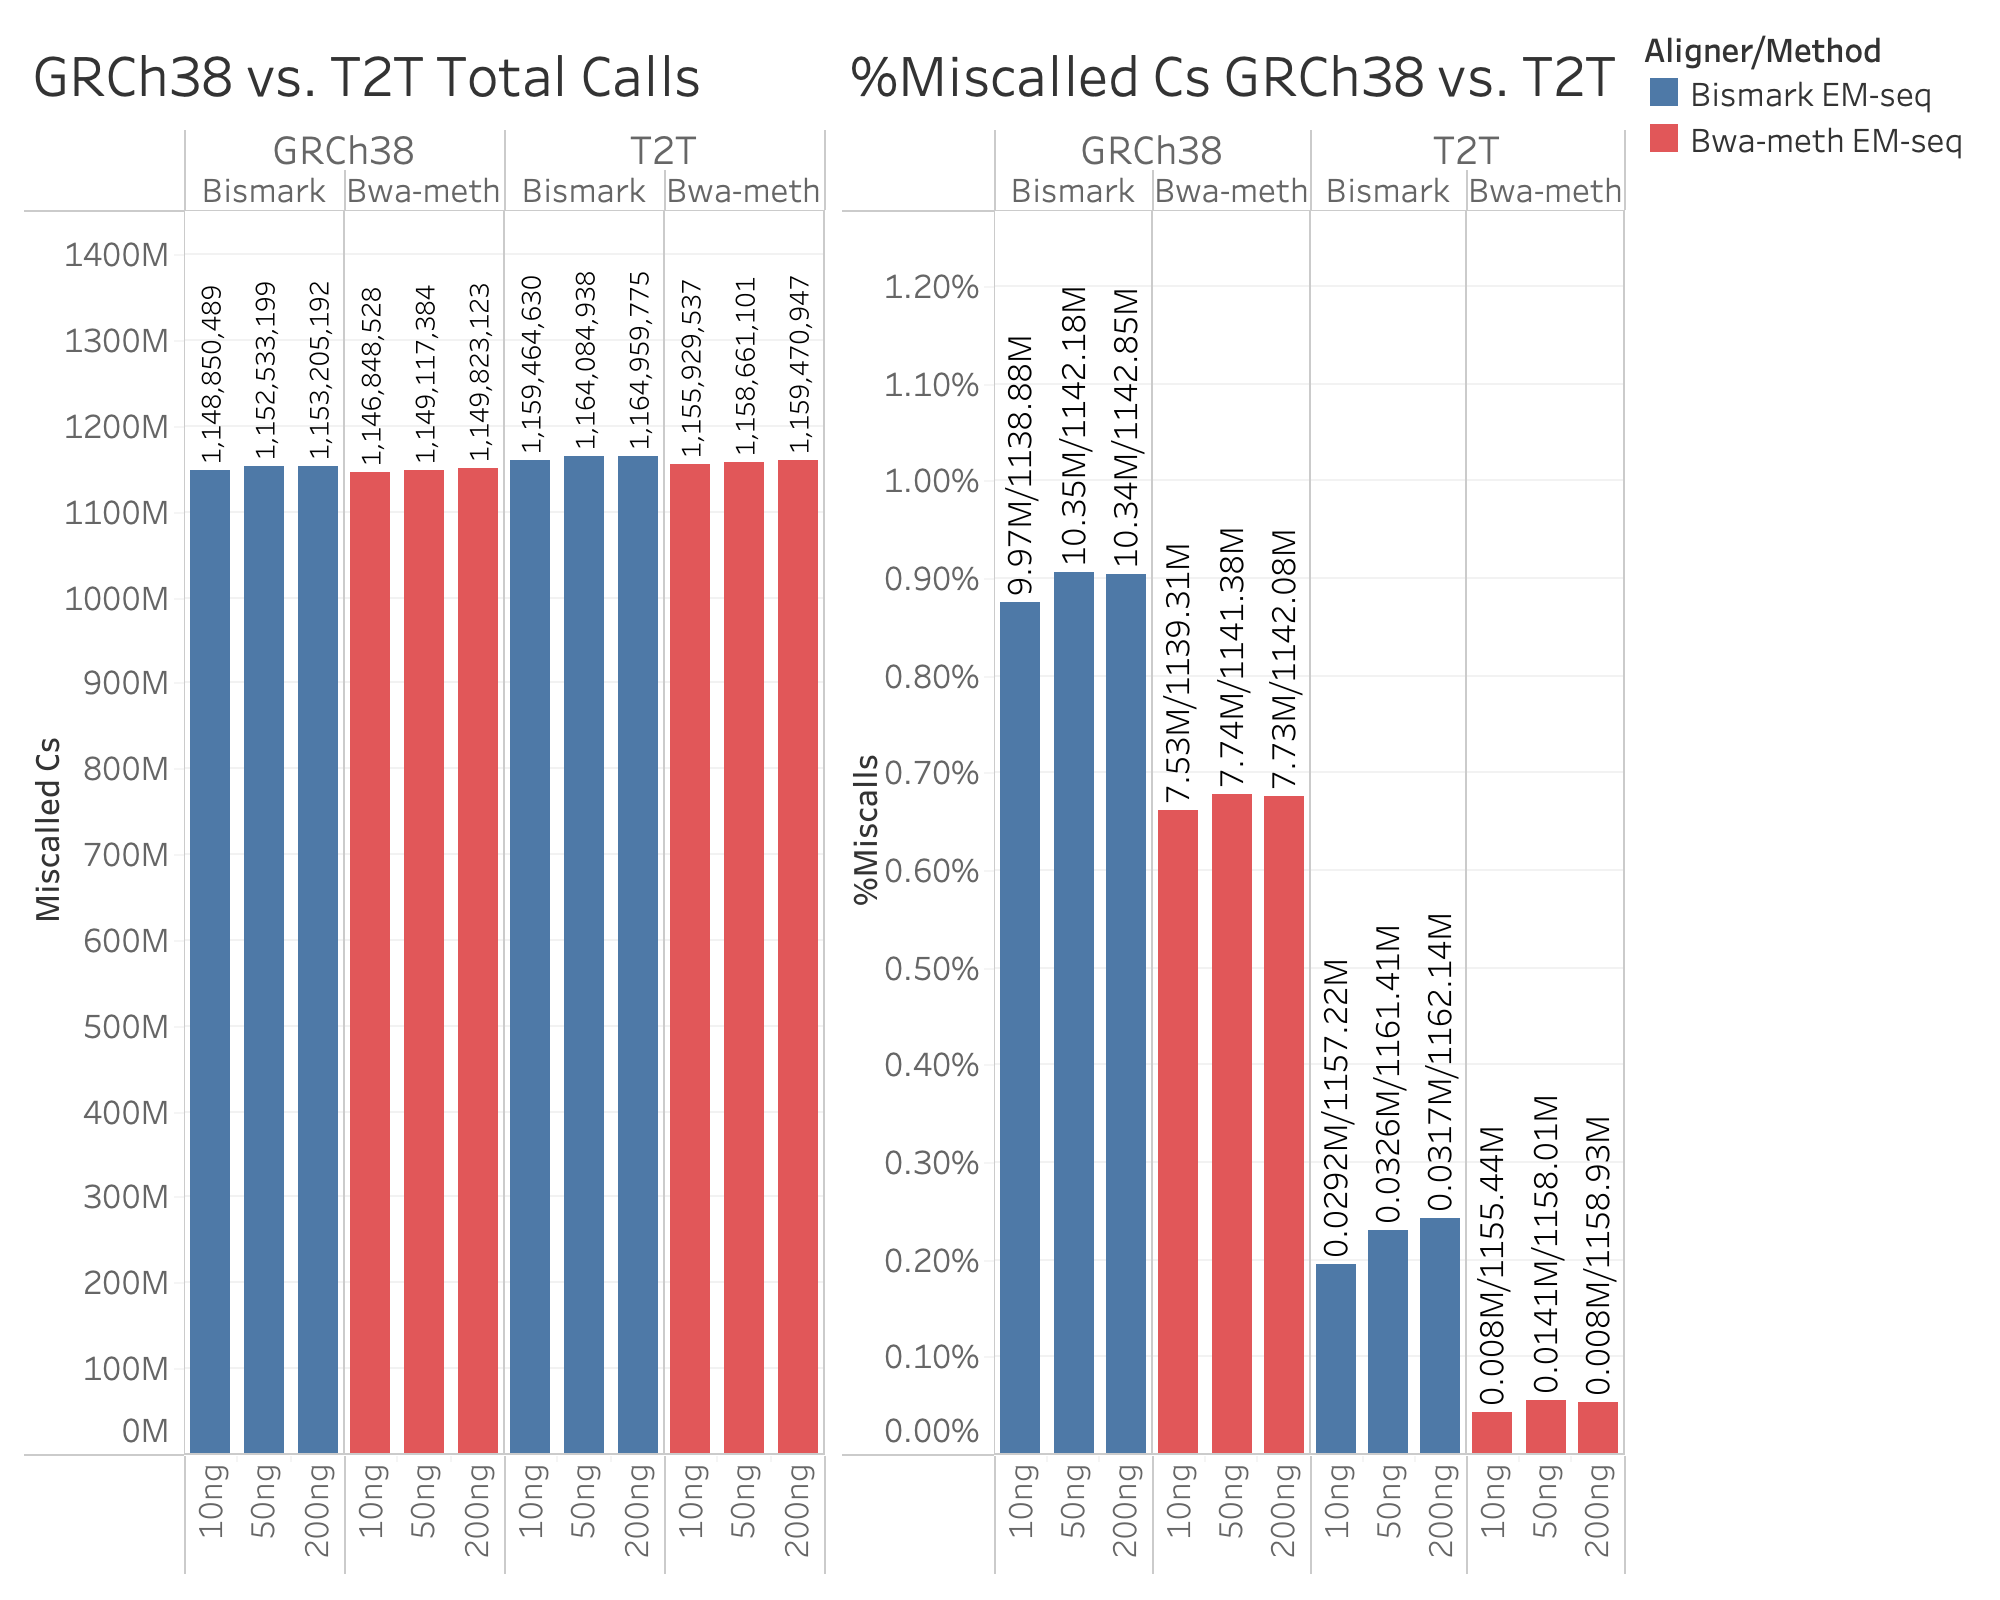 GRCh38 vs. T2T Total Calls
GRCh38 T2T
Bismark Bwa-meth Bismark Bwa-meth
1400M
1300M
1200M
1100M
1000M
900M
800M
700M
600M
500M
400M
300M
200M
100M
0M
Miscalled Cs
1,148,850,489
1,152,533,199
1,153,205,192
1,146,848,528
1,149,117,384
1,149,823,123
1,159,464,630
1,164,084,938
1,164,959,775
1,155,929,537
1,158,661,101
1,159,470,947
10ng
50ng
200ng
10ng
50ng
200ng
10ng
50ng
200ng
10ng
50ng
200ng
%Miscalled Cs GRCh38 vs. T2T
GRCh38 T2T
Bismark Bwa-meth Bismark Bwa-meth
1.20%
1.10%
1.00%
0.90%
0.80%
0.70%
0.60%
0.50%
0.40%
0.30%
0.20%
0.10%
0.00%
%Miscalls
9.97M/1138.88M
10.35M/1142.18M
10.34M/1142.85M
7.53M/1139.31M
7.74M/1141.38M
7.73M/1142.08M
0.0292M/1157.22M
0.0326M/1161.41M
0.0317M/1162.14M
0.008M/1155.44M
0.0141M/1158.01M
0.008M/1158.93M
10ng
50ng
200ng
10ng
50ng
200ng
10ng
50ng
200ng
10ng
50ng
200ng
Aligner/Method
Bismark EM-seq
Bwa-meth EM-seq